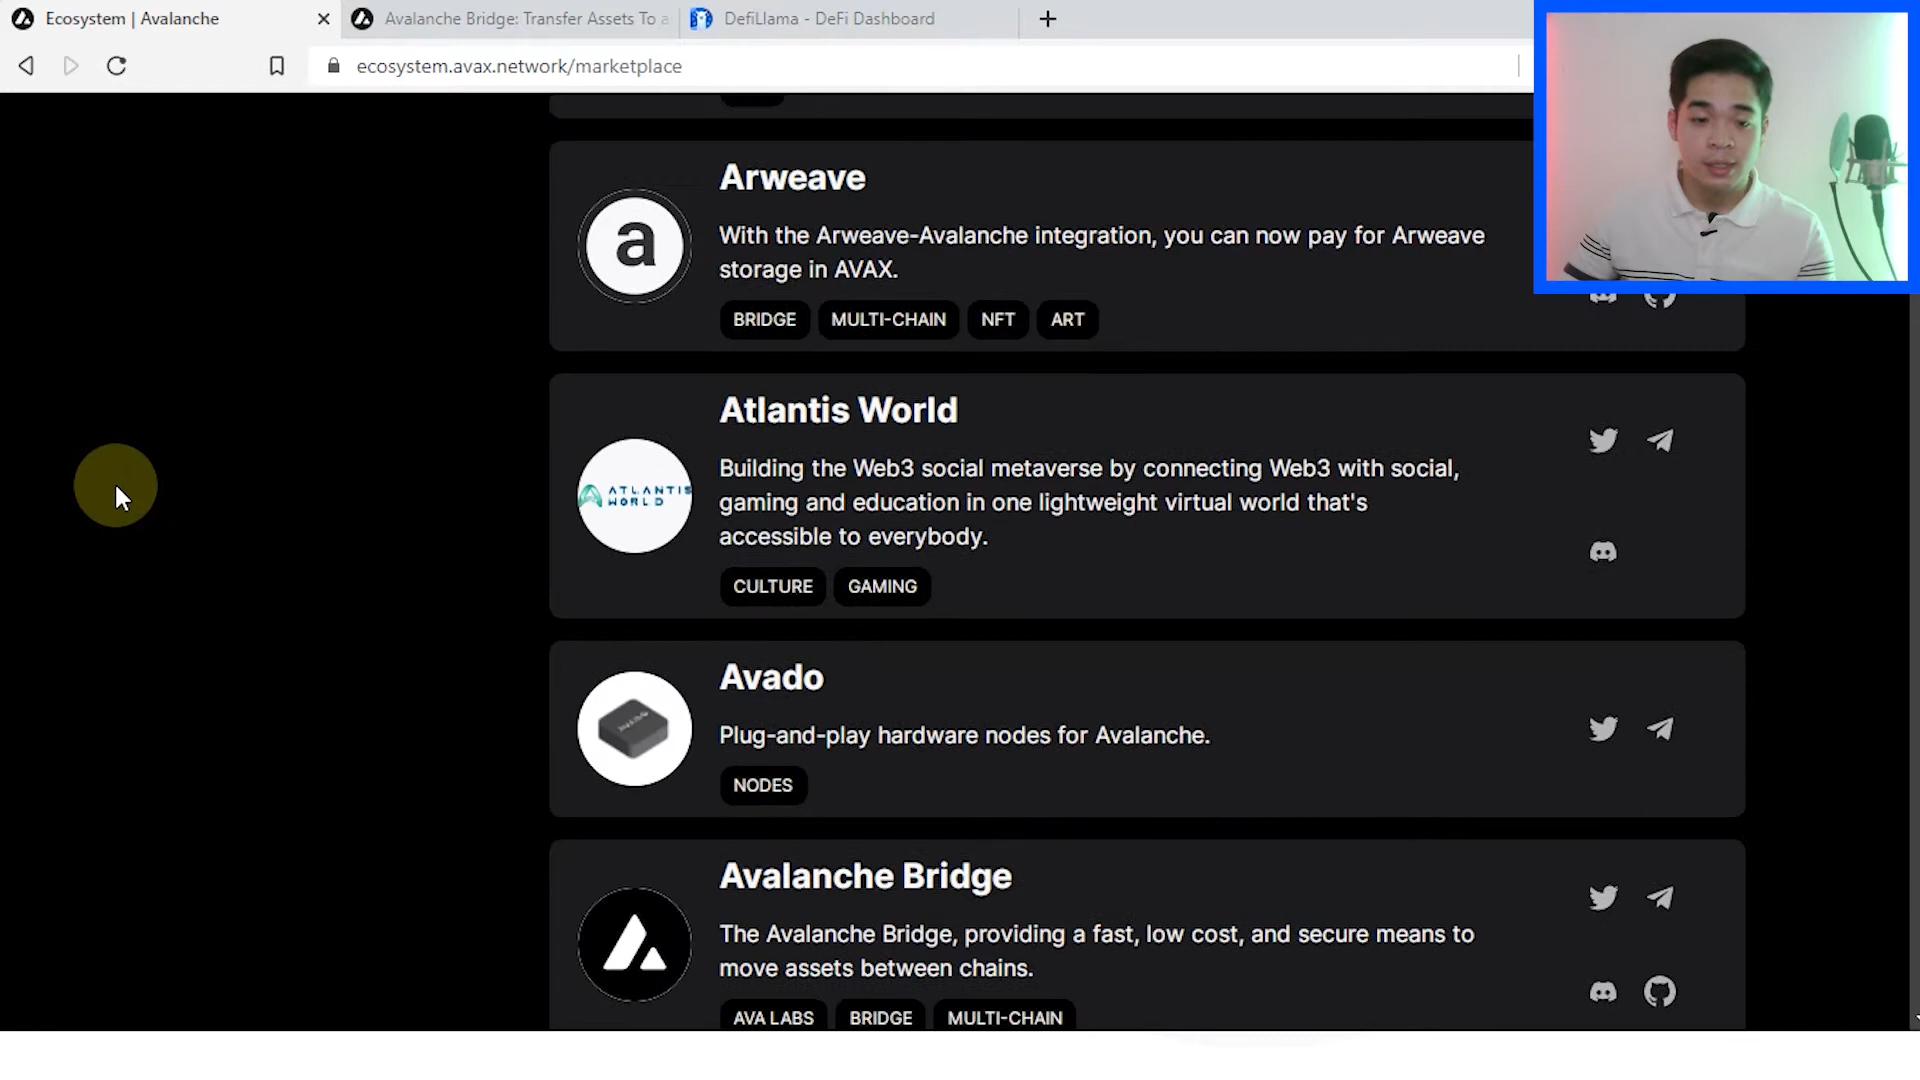 Ecosystem | Avalanche
Avalanche Bridge: Transfer Assets To a
DefiLlama - DeFi Dashboard
ecosystem.avax.network/marketplace
Arweave
a
With the Arweave-Avalanche integration, you can now pay for Arweave
storage in AVAX.
BRIDGE MULTI-CHAIN NFT ART
Atlantis World
ATLANTIS
WORLD
Building the Web3 social metaverse by connecting Web3 with social,
gaming and education in one lightweight virtual world that's
accessible to everybody.
CULTURE GAMING
Avado
Plug-and-play hardware nodes for Avalanche.
NODES
Avalanche Bridge
The Avalanche Bridge, providing a fast, low cost, and secure means to
move assets between chains.
AVA LABS BRIDGE MULTI-CHAIN